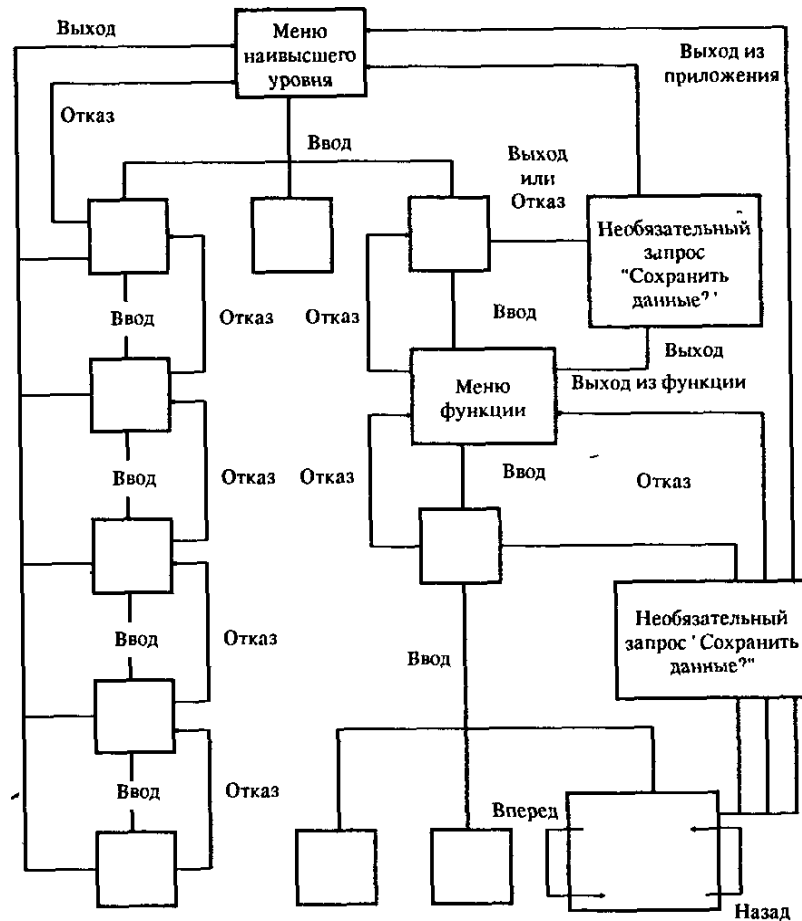 Выход
Меню
наивысшего
уровня
Выход из
приложения
Отказ
Ввод
Выход
или
Отказ
Необязательный
запрос
"Сохранить
данные?'
Ввод
Отказ
Отказ
Ввод
Выход
Меню
функции
Выход из функции
Ввод
Отказ
Отказ
Ввод
Отказ
Ввод
Отказ
Ввод
Необязательный
запрос ' Сохранить
данные?"
Ввод
Отказ
Вперед
Назад